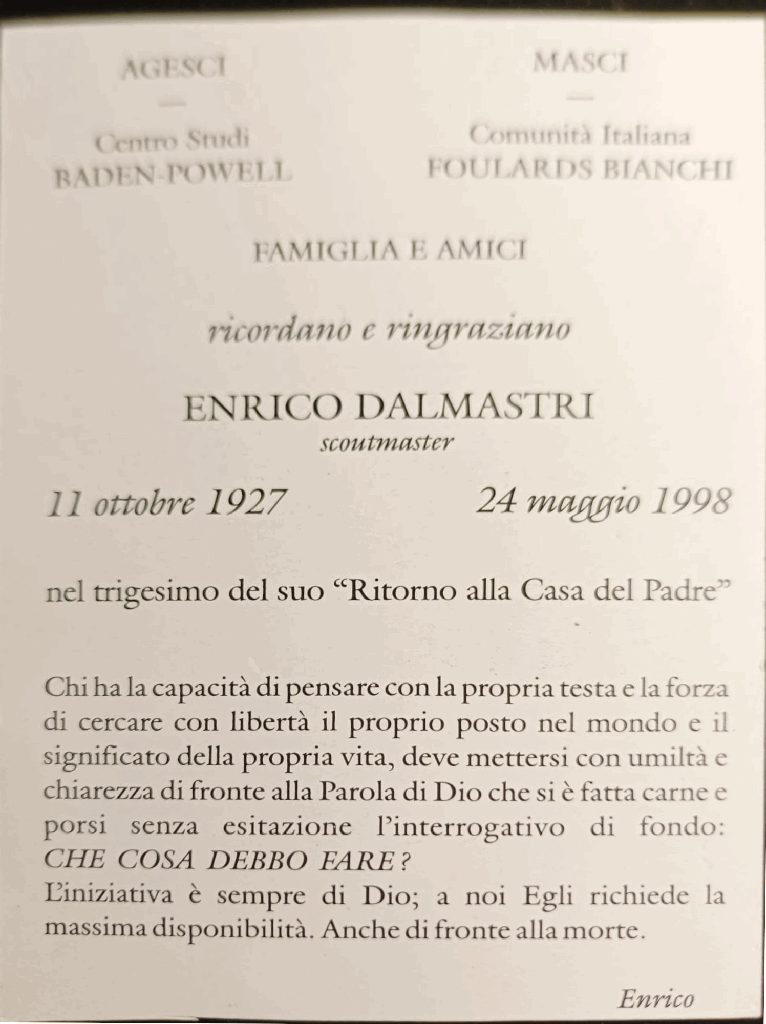 AGESCI
MASCI
—
—
Centro Studi
BADEN-POWELL
Comunità Italiana
FOULARDS BIANCHI
FAMIGLIA E AMICI
ricordano e ringraziano
ENRICO DALMASTRI
scoutmaster
11 ottobre 1927
24 maggio 1998
nel trigesimo del suo “Ritorno alla Casa del Padre”
Chi ha la capacità di pensare con la propria testa e la forza
di cercare con libertà il proprio posto nel mondo e il
significato della propria vita, deve mettersi con umiltà e
chiarezza di fronte alla Parola di Dio che si è fatta carne e
porsi senza esitazione l’interrogativo di fondo:
CHE COSA DEBBO FARE?
L’iniziativa è sempre di Dio; a noi Egli richiede la
massima disponibilità. Anche di fronte alla morte.
Enrico